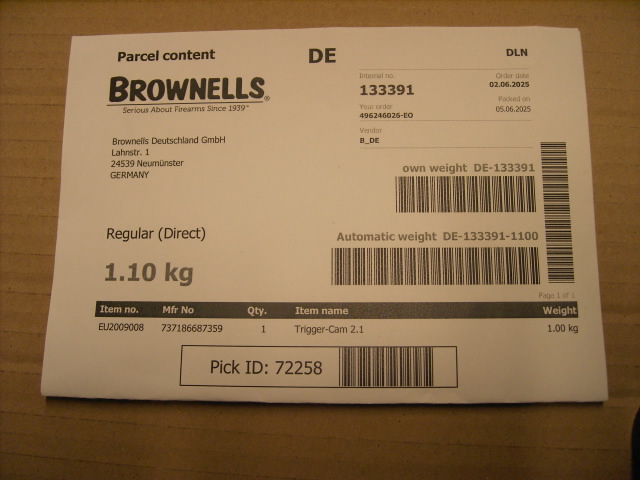 Parcel content
DE
DLN
BROWNELLS®
Serious About Firearms Since 1939™
Internal no.
133391
Order date
02.06.2025
Your order
496246026-EO
Packed on
05.06.2025
Vendor
B_DE
Brownells Deutschland GmbH
Lahnstr. 1
24539 Neumünster
GERMANY
own weight DE-133391
Regular (Direct)
Automatic weight DE-133391-1100
1.10 kg
Page 1 of 1
Item no. Mfr No Qty. Item name Weight
EU2009008 737186687359 1 Trigger-Cam 2.1 1.00 kg
Pick ID: 72258